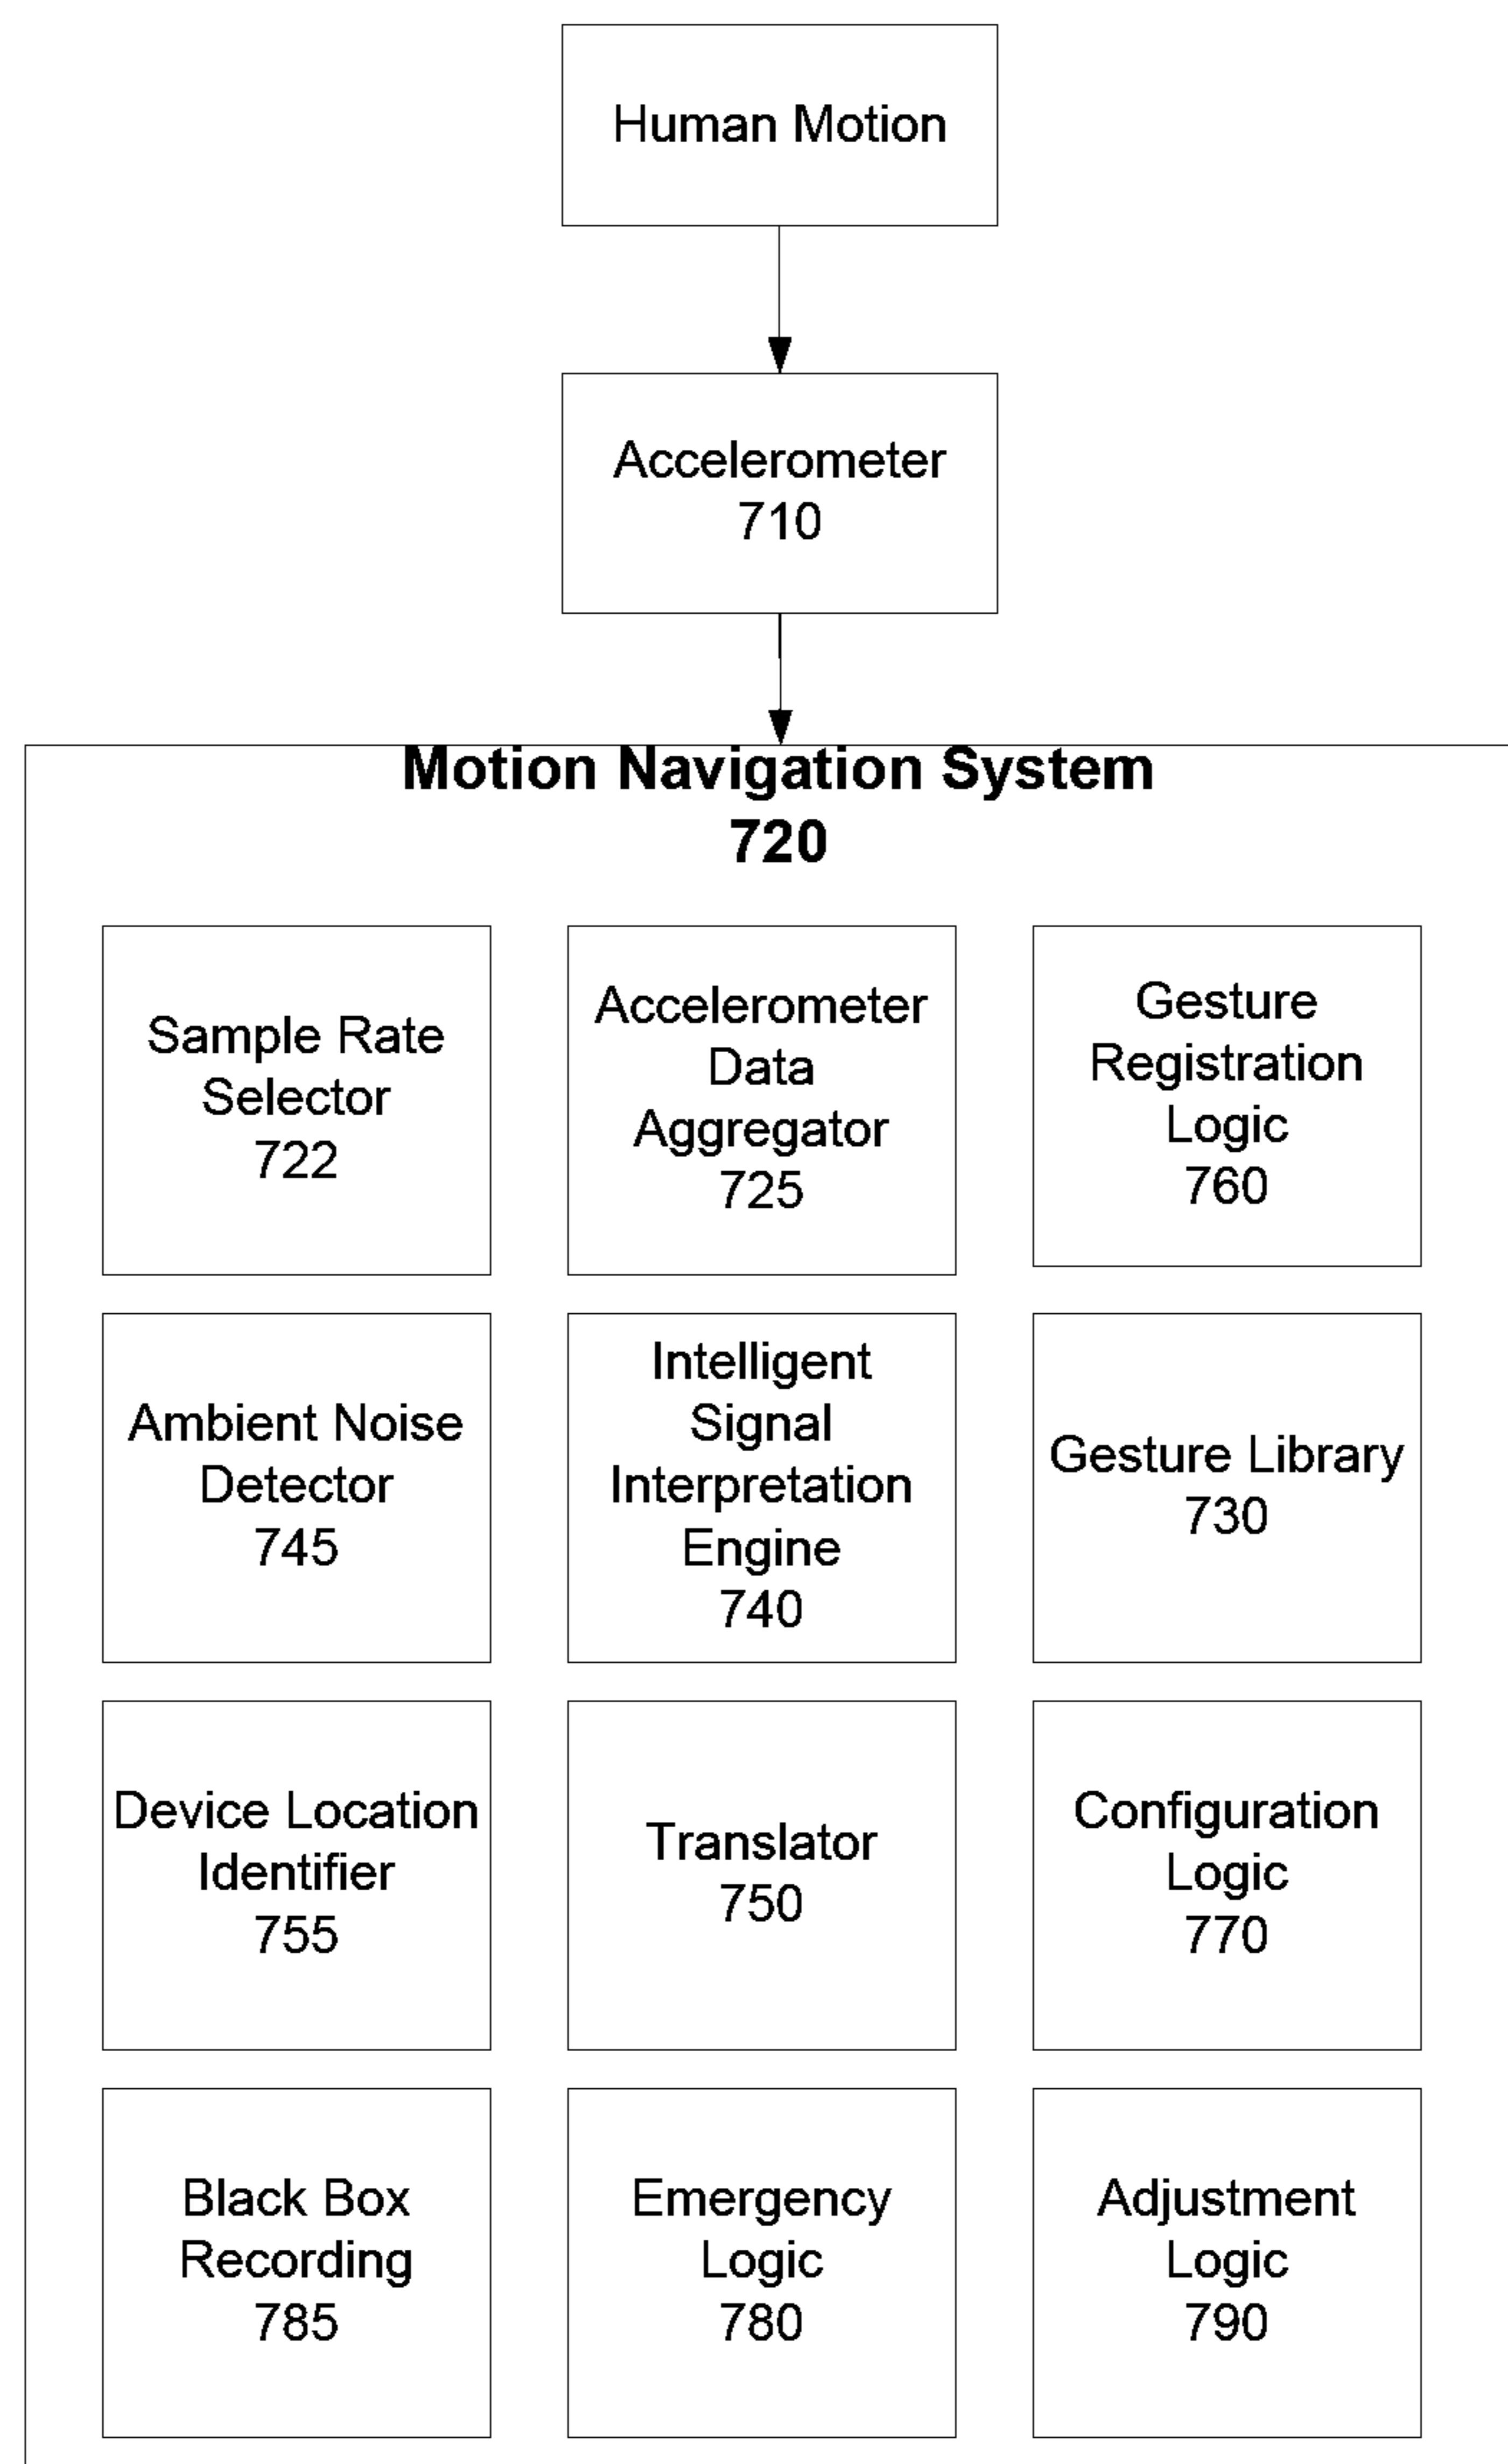 Human Motion
Accelerometer
710
Motion Navigation System
720
Sample Rate
Selector
722
Accelerometer
Data
Aggregator
725
Gesture
Registration
Logic
760
Ambient Noise
Detector
745
Intelligent
Signal
Interpretation
Engine
740
Gesture Library
730
Device Location
Identifier
755
Translator
750
Configuration
Logic
770
Black Box
Recording
785
Emergency
Logic
780
Adjustment
Logic
790